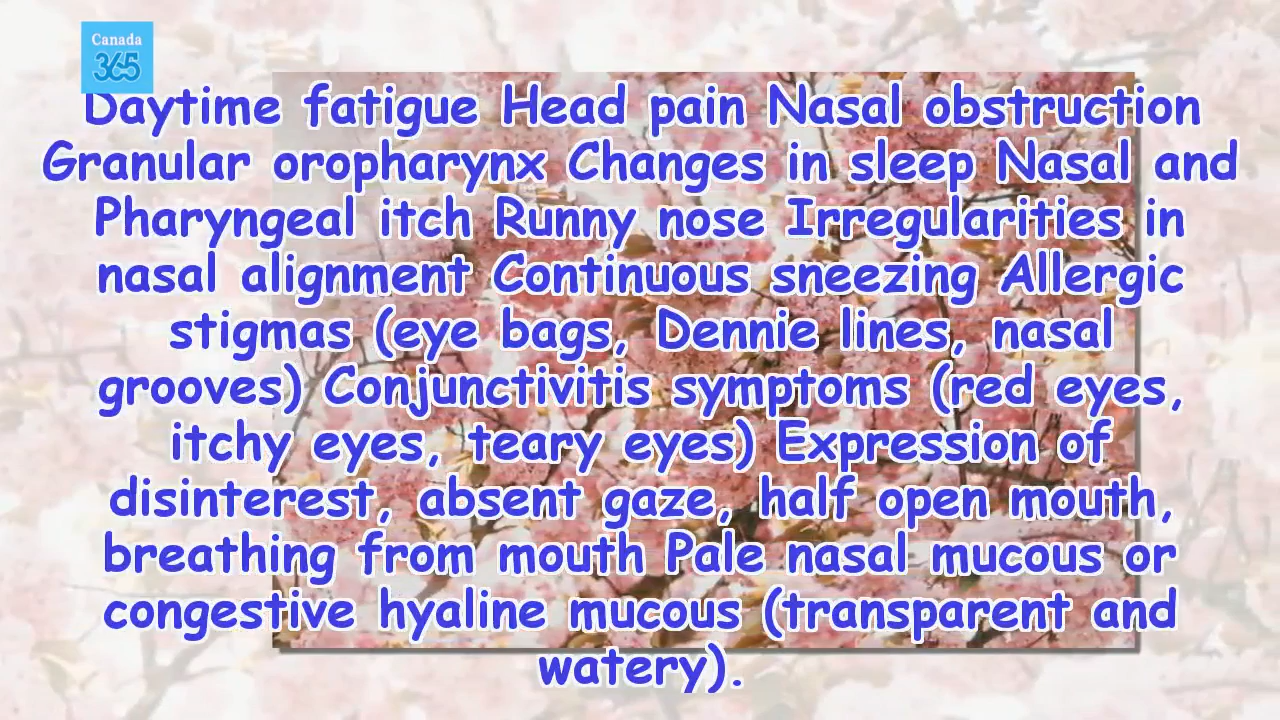 Canada
365
Daytime fatigue Head pain Nasal obstruction
Granular oropharynx Changes in sleep Nasal and
Pharyngeal itch Runny nose Irregularities in
nasal alignment Continuous sneezing Allergic
stigmas (eye bags, Dennie lines, nasal
grooves) Conjunctivitis symptoms (red eyes,
itchy eyes, teary eyes) Expression of
disinterest, absent gaze, half open mouth,
breathing from mouth Pale nasal mucous or
congestive hyaline mucous (transparent and
watery).